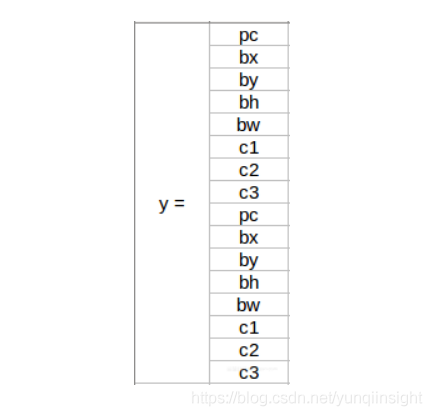 pc
bx
by
bh
bw
c1
c2
c3
y =
pc
bx
by
bh
bw
c1
c2
c3
https://blog.csdn.net/yunqiinsight